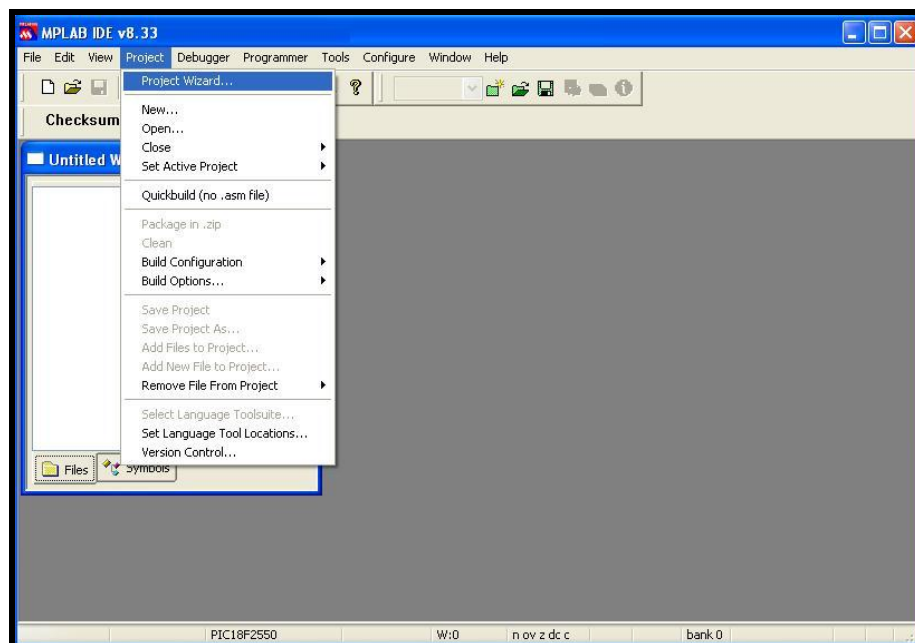 MPLAB IDE v8.33
File Edit View Project Debugger Programmer Tools Configure Window Help
Project Wizard...
Checksum
New...
Open...
Close
Untitled W
Set Active Project
Quickbuild (no .asm file)
Package in .zip
Clean
Build Configuration
Build Options...
Save Project
Save Project As...
Add Files to Project...
Add New File to Project...
Remove File From Project
Select Language Toolsuite...
Set Language Tool Locations...
Version Control...
Files Symbols
PIC18F2550 W:0 n ov z dc c bank 0